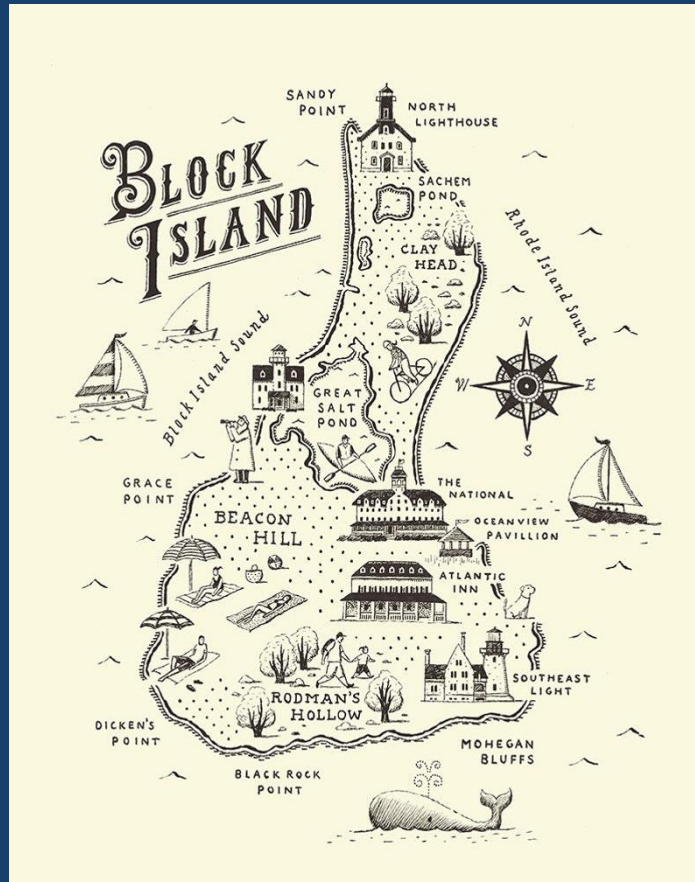 SANDY
POINT
NORTH
LIGHTHOUSE
BLOCK
ISLAND
SACHEM
POND
CLAY
HEAD
Rhode Island Sound
Block Island Sound
N
W
E
S
GREAT
SALT
POND
GRACE
POINT
THE
NATIONAL
BEACON
HILL
OCEANVIEW
PAVILLION
ATLANTIC
INN
SOUTHEAST
LIGHT
RODMAN'S
HOLLOW
DICKEN'S
POINT
MOHEGAN
BLUFFS
BLACK ROCK
POINT